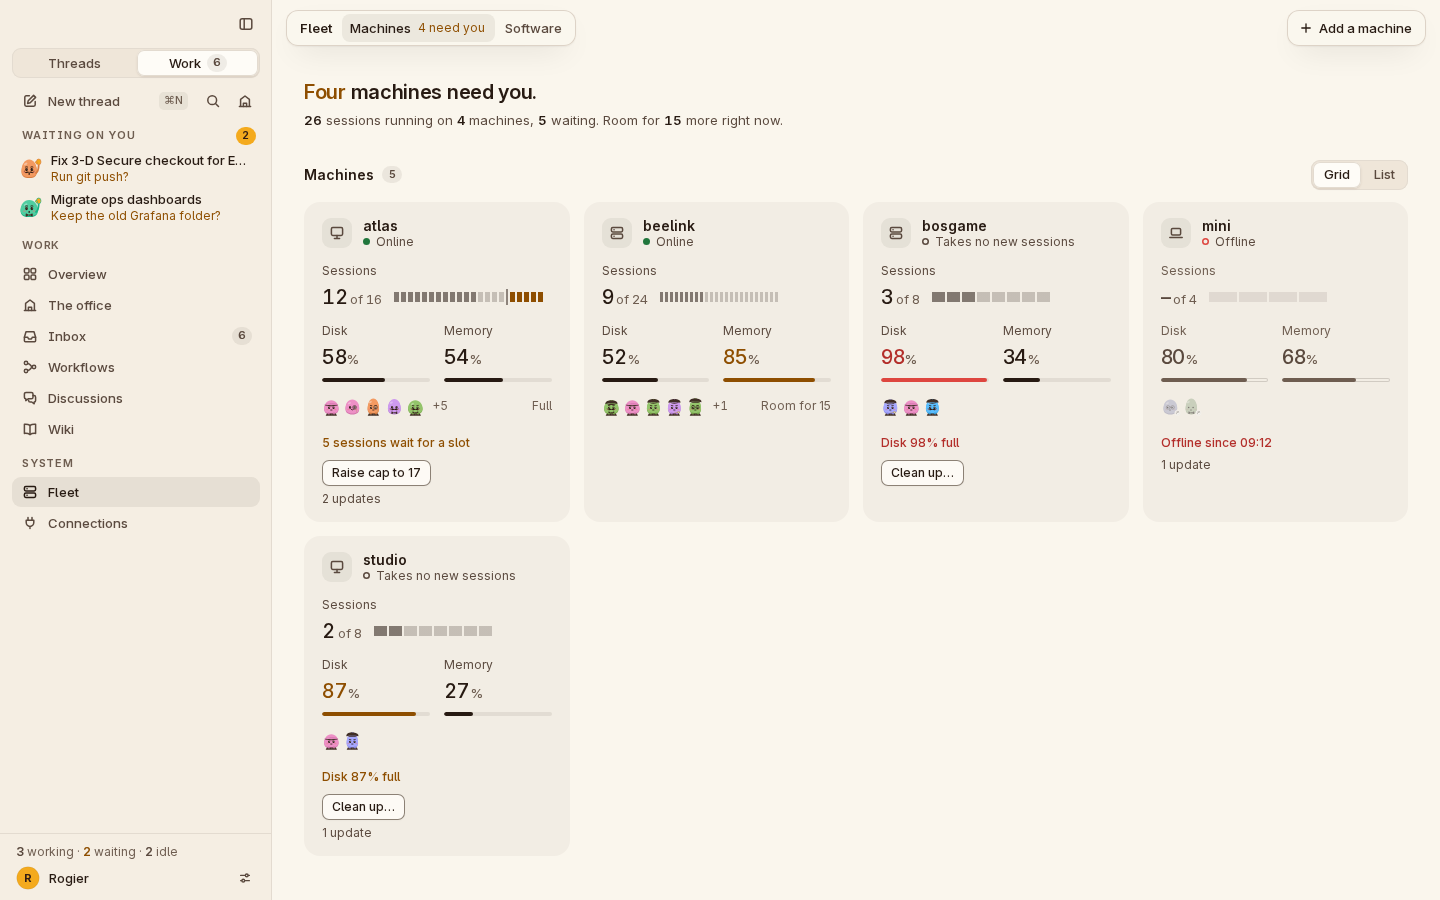 Threads
Work 6
New thread ⌘N
WAITING ON YOU 2
Fix 3-D Secure checkout for E…
Run git push?
Migrate ops dashboards
Keep the old Grafana folder?
WORK
Overview
The office
Inbox 6
Workflows
Discussions
Wiki
SYSTEM
Fleet
Connections
3 working · 2 waiting · 2 idle
R Rogier
Fleet Machines 4 need you Software
Add a machine
Four machines need you.
26 sessions running on 4 machines, 5 waiting. Room for 15 more right now.
Machines 5
Grid List
atlas
Online
Sessions
12 of 16
Disk Memory
58% 54%
+5 Full
5 sessions wait for a slot
Raise cap to 17
2 updates
beelink
Online
Sessions
9 of 24
Disk Memory
52% 85%
+1 Room for 15
bosgame
Takes no new sessions
Sessions
3 of 8
Disk Memory
98% 34%
Disk 98% full
Clean up…
mini
Offline
Sessions
– of 4
Disk Memory
80% 68%
Offline since 09:12
1 update
studio
Takes no new sessions
Sessions
2 of 8
Disk Memory
87% 27%
Disk 87% full
Clean up…
1 update